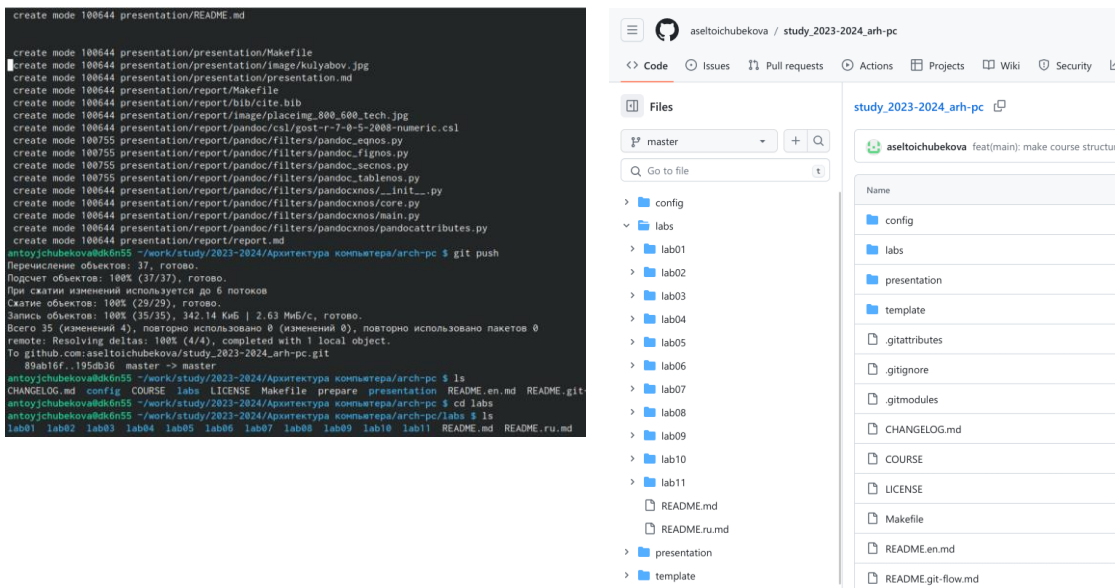 create mode 100644 presentation/README.md
create mode 100644 presentation/presentation/Makefile
create mode 100644 presentation/presentation/image/kulyabov.jpg
create mode 100644 presentation/presentation/presentation.md
create mode 100644 presentation/report/Makefile
create mode 100644 presentation/report/bib/cite.bib
create mode 100644 presentation/report/image/placeimg_800_600_tech.jpg
create mode 100644 presentation/report/pandoc/csl/gost-r-7-0-5-2008-numeric.csl
create mode 100755 presentation/report/pandoc/filters/pandoc_eqnos.py
create mode 100755 presentation/report/pandoc/filters/pandoc_fignos.py
create mode 100755 presentation/report/pandoc/filters/pandoc_secnos.py
create mode 100755 presentation/report/pandoc/filters/pandoc_tablenos.py
create mode 100644 presentation/report/pandoc/filters/pandocxnos/__init__.py
create mode 100644 presentation/report/pandoc/filters/pandocxnos/core.py
create mode 100644 presentation/report/pandoc/filters/pandocxnos/main.py
create mode 100644 presentation/report/pandoc/filters/pandocxnos/pandocattributes.py
create mode 100644 presentation/report/report.md
antoyjchubekova@dk6n55 ~/work/study/2023-2024/Архитектура компьютера/arch-pc $ git push
Перечисление объектов: 37, готово.
Подсчет объектов: 100% (37/37), готово.
При сжатии изменений используется до 6 потоков
Сжатие объектов: 100% (29/29), готово.
Запись объектов: 100% (35/35), 342.14 КиБ | 2.63 МиБ/с, готово.
Всего 35 (изменений 4), повторно использовано 0 (изменений 0), повторно использовано пакетов 0
remote: Resolving deltas: 100% (4/4), completed with 1 local object.
To github.com:aseltoichubekova/study_2023-2024_arh-pc.git
89ab16f..195db36 master -> master
antoyjchubekova@dk6n55 ~/work/study/2023-2024/Архитектура компьютера/arch-pc $ ls
CHANGELOG.md config COURSE labs LICENSE Makefile prepare presentation README.en.md README.git-
antoyjchubekova@dk6n55 ~/work/study/2023-2024/Архитектура компьютера/arch-pc $ cd labs
antoyjchubekova@dk6n55 ~/work/study/2023-2024/Архитектура компьютера/arch-pc/labs $ ls
lab01 lab02 lab03 lab04 lab05 lab06 lab07 lab08 lab09 lab10 lab11 README.md README.ru.md
aseltoichubekova / study_2023-2024_arh-pc
Code Issues Pull requests Actions Projects Wiki Security
Files
master
Go to file t
config
labs
lab01
lab02
lab03
lab04
lab05
lab06
lab07
lab08
lab09
lab10
lab11
README.md
README.ru.md
presentation
template
study_2023-2024_arh-pc
aseltoichubekova feat(main): make course structur
Name
config
labs
presentation
template
.gitattributes
.gitignore
.gitmodules
CHANGELOG.md
COURSE
LICENSE
Makefile
README.en.md
README.git-flow.md